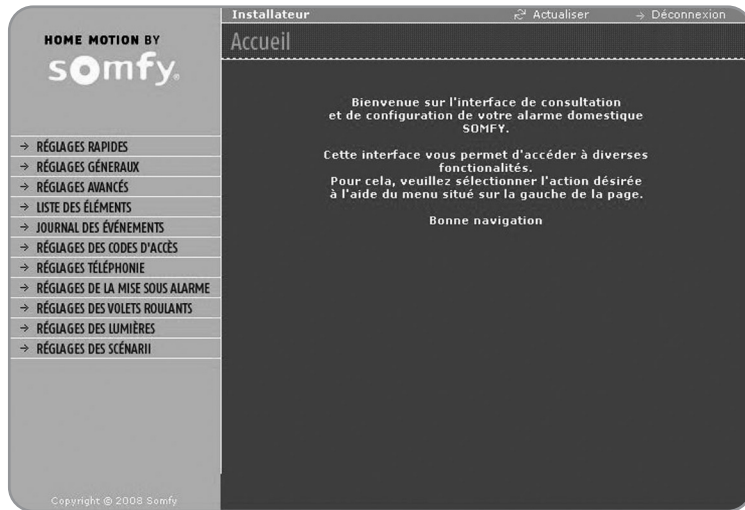 Installateur
Actualiser
Déconnexion
HOME MOTION BY
somfy®
Accueil
Bienvenue sur l'interface de consultation
et de configuration de votre alarme domestique
SOMFY.
Cette interface vous permet d'accéder à diverses
fonctionalités.
Pour cela, veuillez sélectionner l'action désirée
à l'aide du menu situé sur la gauche de la page.
Bonne navigation
→ RÉGLAGES RAPIDES
→ RÉGLAGES GÉNERAUX
→ RÉGLAGES AVANCÉS
→ LISTE DES ÉLÉMENTS
→ JOURNAL DES ÉVÉNEMENTS
→ RÉGLAGES DES CODES D'ACCÈS
→ RÉGLAGES TÉLÉPHONIE
→ RÉGLAGES DE LA MISE SOUS ALARME
→ RÉGLAGES DES VOLETS ROULANTS
→ RÉGLAGES DES LUMIÈRES
→ RÉGLAGES DES SCÉNARII
Copyright © 2008 Somfy